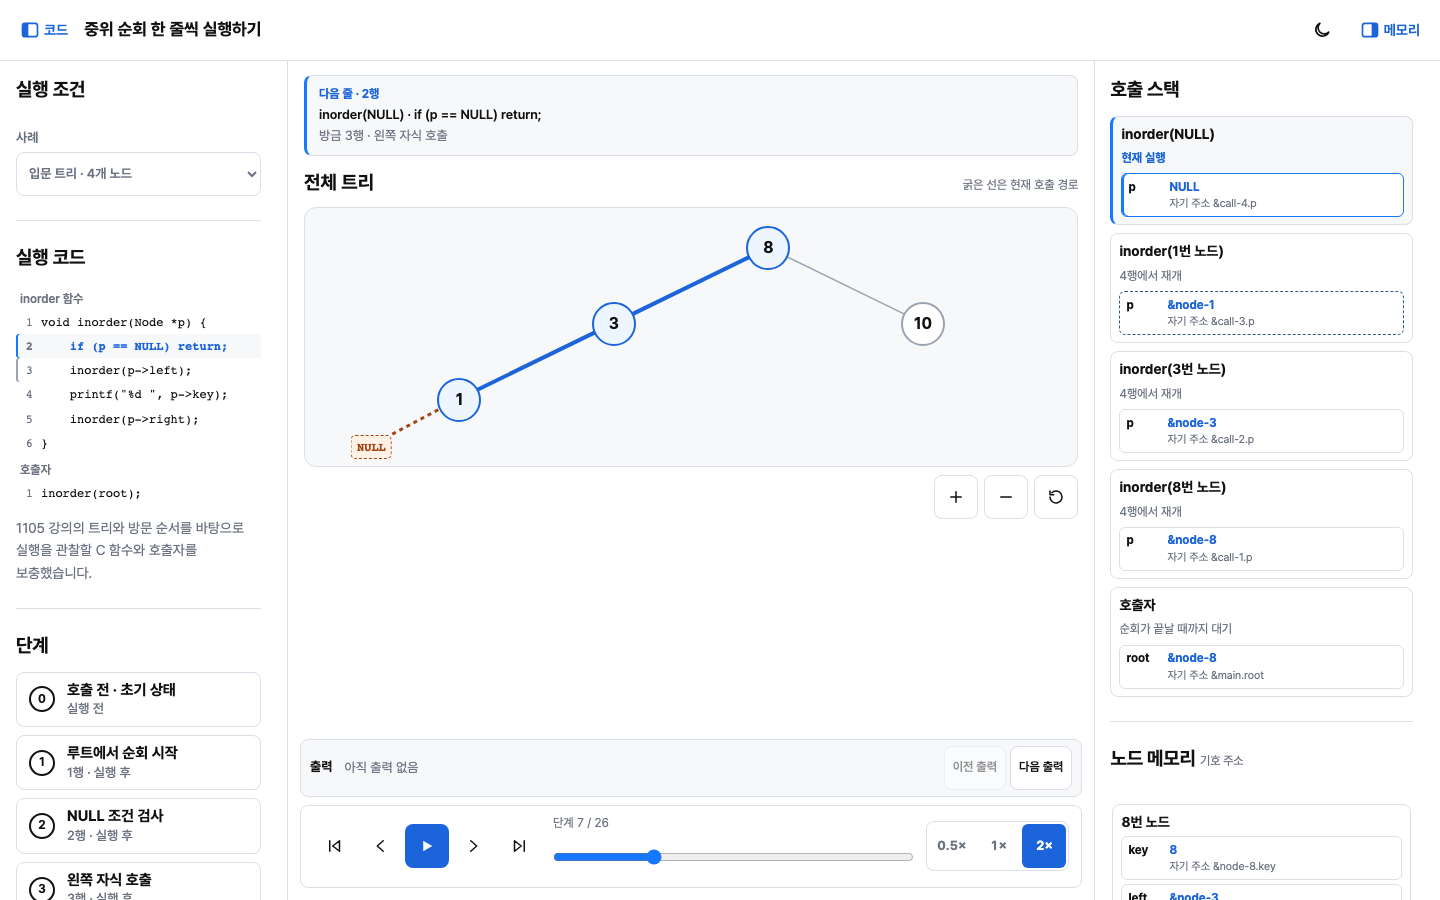 코드
중위 순회 한 줄씩 실행하기
메모리
실행 조건
사례
입문 트리 · 4개 노드
실행 코드
inorder 함수
1 void inorder(Node *p) {
2 if (p == NULL) return;
3 inorder(p->left);
4 printf("%d ", p->key);
5 inorder(p->right);
6 }
호출자
1 inorder(root);
1105 강의의 트리와 방문 순서를 바탕으로
실행을 관찰할 C 함수와 호출자를
보충했습니다.
단계
0 호출 전 · 초기 상태
실행 전
1 루트에서 순회 시작
1행 · 실행 후
2 NULL 조건 검사
2행 · 실행 후
3 왼쪽 자식 호출
3행 · 실행 후
다음 줄 · 2행
inorder(NULL) · if (p == NULL) return;
방금 3행 · 왼쪽 자식 호출
전체 트리
굵은 선은 현재 호출 경로
8
3
10
1
NULL
출력 아직 출력 없음
이전 출력
다음 출력
단계 7 / 26
0.5×
1×
2×
호출 스택
inorder(NULL)
현재 실행
p NULL
자기 주소 &call-4.p
inorder(1번 노드)
4행에서 재개
p &node-1
자기 주소 &call-3.p
inorder(3번 노드)
4행에서 재개
p &node-3
자기 주소 &call-2.p
inorder(8번 노드)
4행에서 재개
p &node-8
자기 주소 &call-1.p
호출자
순회가 끝날 때까지 대기
root &node-8
자기 주소 &main.root
노드 메모리 기호 주소
8번 노드
key 8
자기 주소 &node-8.key
left &node-3